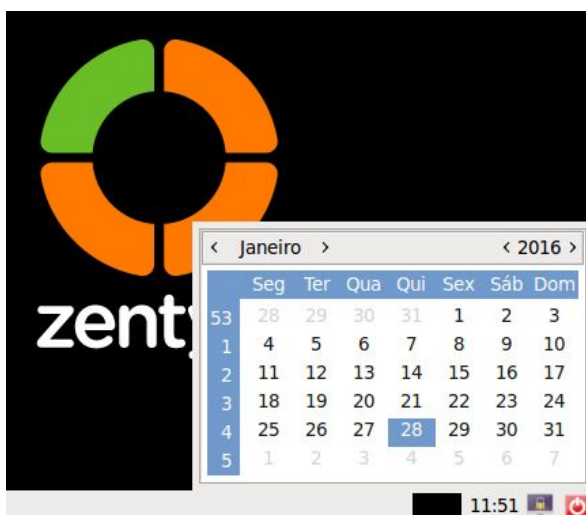 zenty
‹ Janeiro › ‹ 2016 ›
Seg Ter Qua Qui Sex Sáb Dom
53 28 29 30 31 1 2 3
1 4 5 6 7 8 9 10
2 11 12 13 14 15 16 17
3 18 19 20 21 22 23 24
4 25 26 27 28 29 30 31
5 1 2 3 4 5 6 7
11:51